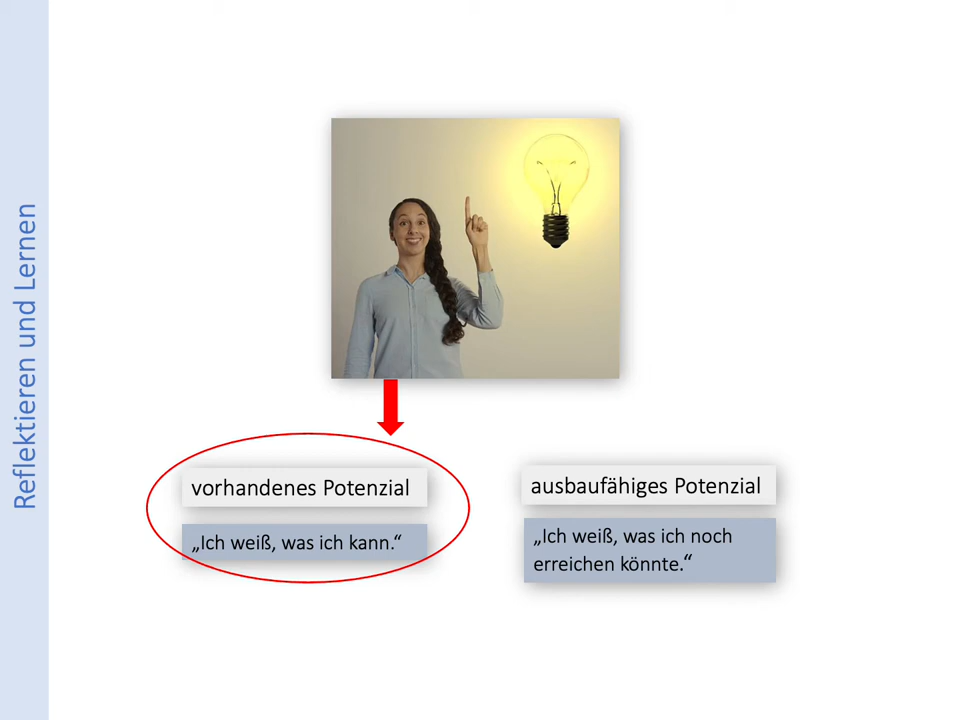 Reflektieren und Lernen
vorhandenes Potenzial
„Ich weiß, was ich kann.“
ausbaufähiges Potenzial
„Ich weiß, was ich noch
erreichen könnte.“